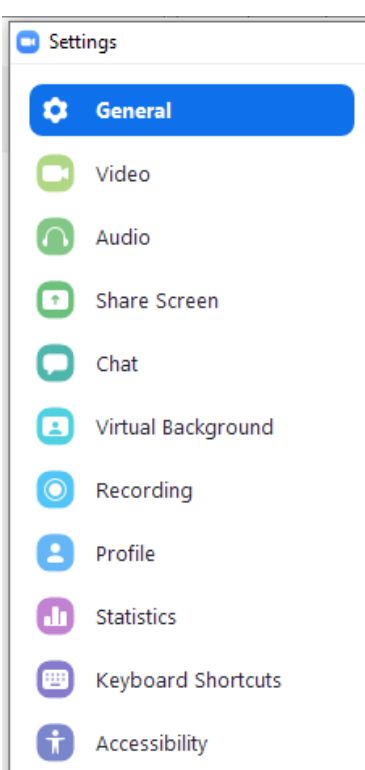 Settings
General
Video
Audio
Share Screen
Chat
Virtual Background
Recording
Profile
Statistics
Keyboard Shortcuts
Accessibility